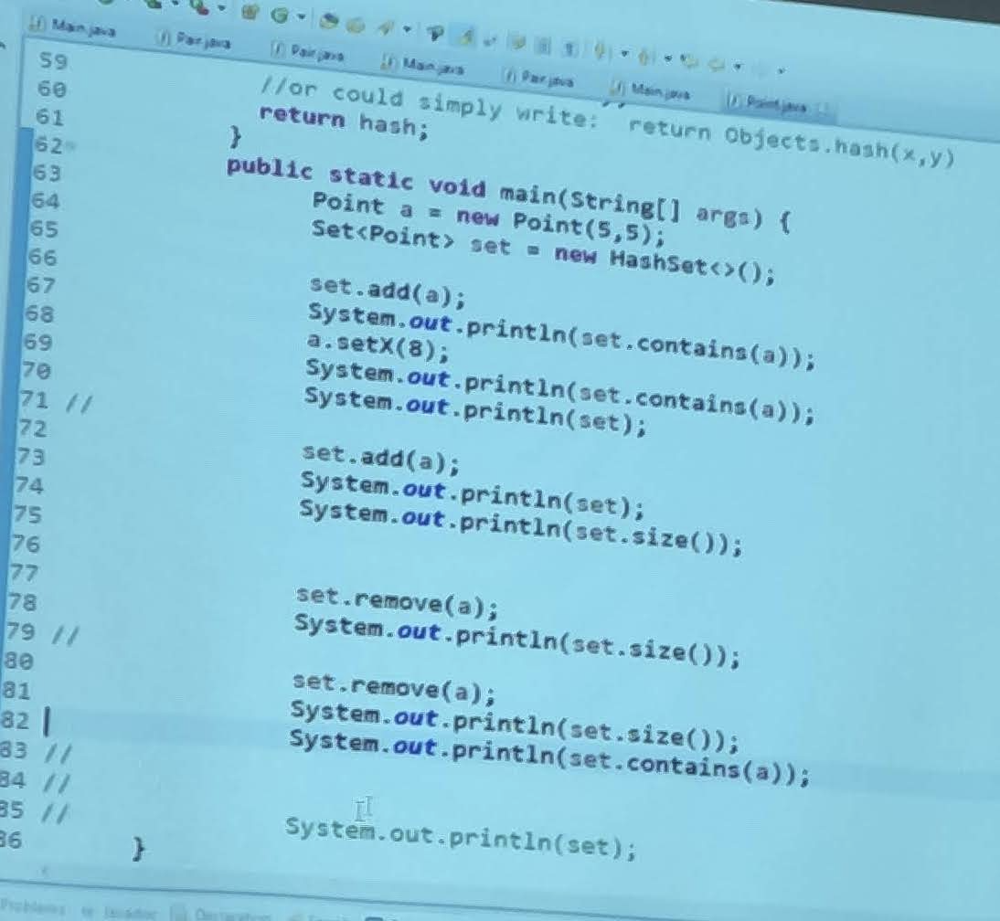 Main.java Pair.java Pair.java Main.java Pair.java Main.java Point.java
59 //or could simply write: return Objects.hash(x,y)
60 return hash;
61 }
62 public static void main(String[] args) {
63 Point a = new Point(5,5);
64 Set<Point> set = new HashSet<>();
65
66 set.add(a);
67 System.out.println(set.contains(a));
68 a.setX(8);
69 System.out.println(set.contains(a));
70 System.out.println(set);
71 //
72 set.add(a);
73 System.out.println(set);
74 System.out.println(set.size());
75
76
77 set.remove(a);
78 System.out.println(set.size());
79 //
80 set.remove(a);
81 System.out.println(set.size());
82 System.out.println(set.contains(a));
83 //
84 //
85 // System.out.println(set);
86 }
Problems Javadoc Declaration